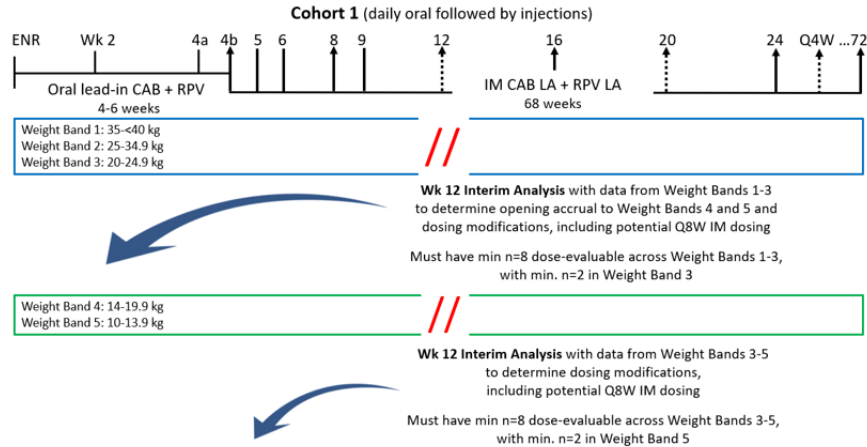 Cohort 1 (daily oral followed by injections)
ENR Wk 2 4a 4b 5 6 8 9 12 16 20 24 Q4W ...72
Oral lead-in CAB + RPV
4-6 weeks
IM CAB LA + RPV LA
68 weeks
Weight Band 1: 35-<40 kg
Weight Band 2: 25-34.9 kg
Weight Band 3: 20-24.9 kg
Wk 12 Interim Analysis with data from Weight Bands 1-3
to determine opening accrual to Weight Bands 4 and 5 and
dosing modifications, including potential Q8W IM dosing
Must have min n=8 dose-evaluable across Weight Bands 1-3,
with min. n=2 in Weight Band 3
Weight Band 4: 14-19.9 kg
Weight Band 5: 10-13.9 kg
Wk 12 Interim Analysis with data from Weight Bands 3-5
to determine dosing modifications,
including potential Q8W IM dosing
Must have min n=8 dose-evaluable across Weight Bands 3-5,
with min. n=2 in Weight Band 5